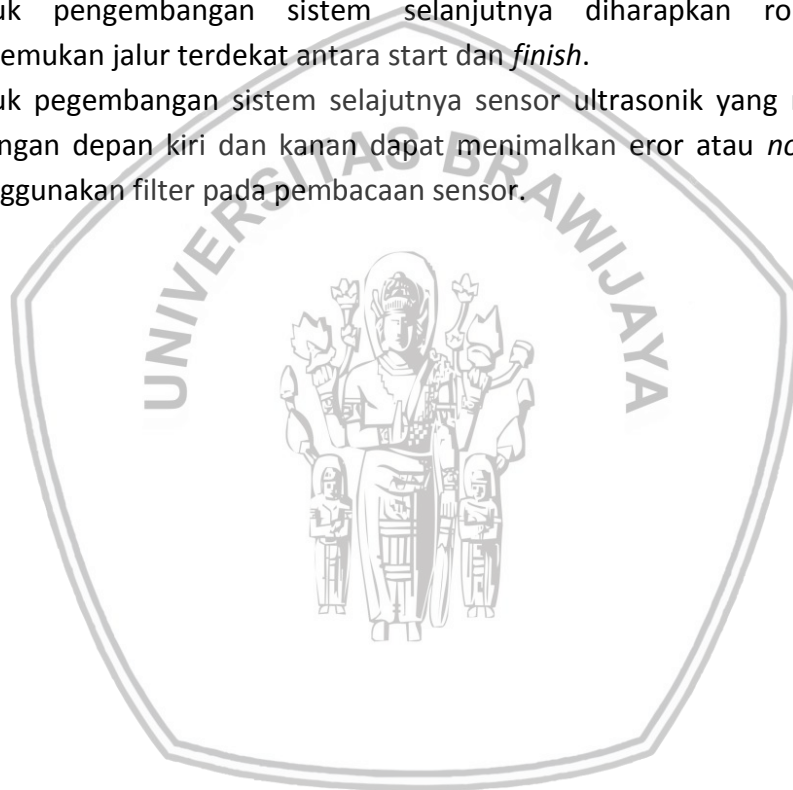 uk pengembangan sistem selanjutnya diharapkan ro
emukan jalur terdekat antara start dan finish.
uk pegembangan sistem selajutnya sensor ultrasonik yang
ngan depan kiri dan kanan dapat menimalkan eror atau no
ggunakan filter pada pembacaan sensor.
UNIVERSITAS BRAWIJAYA